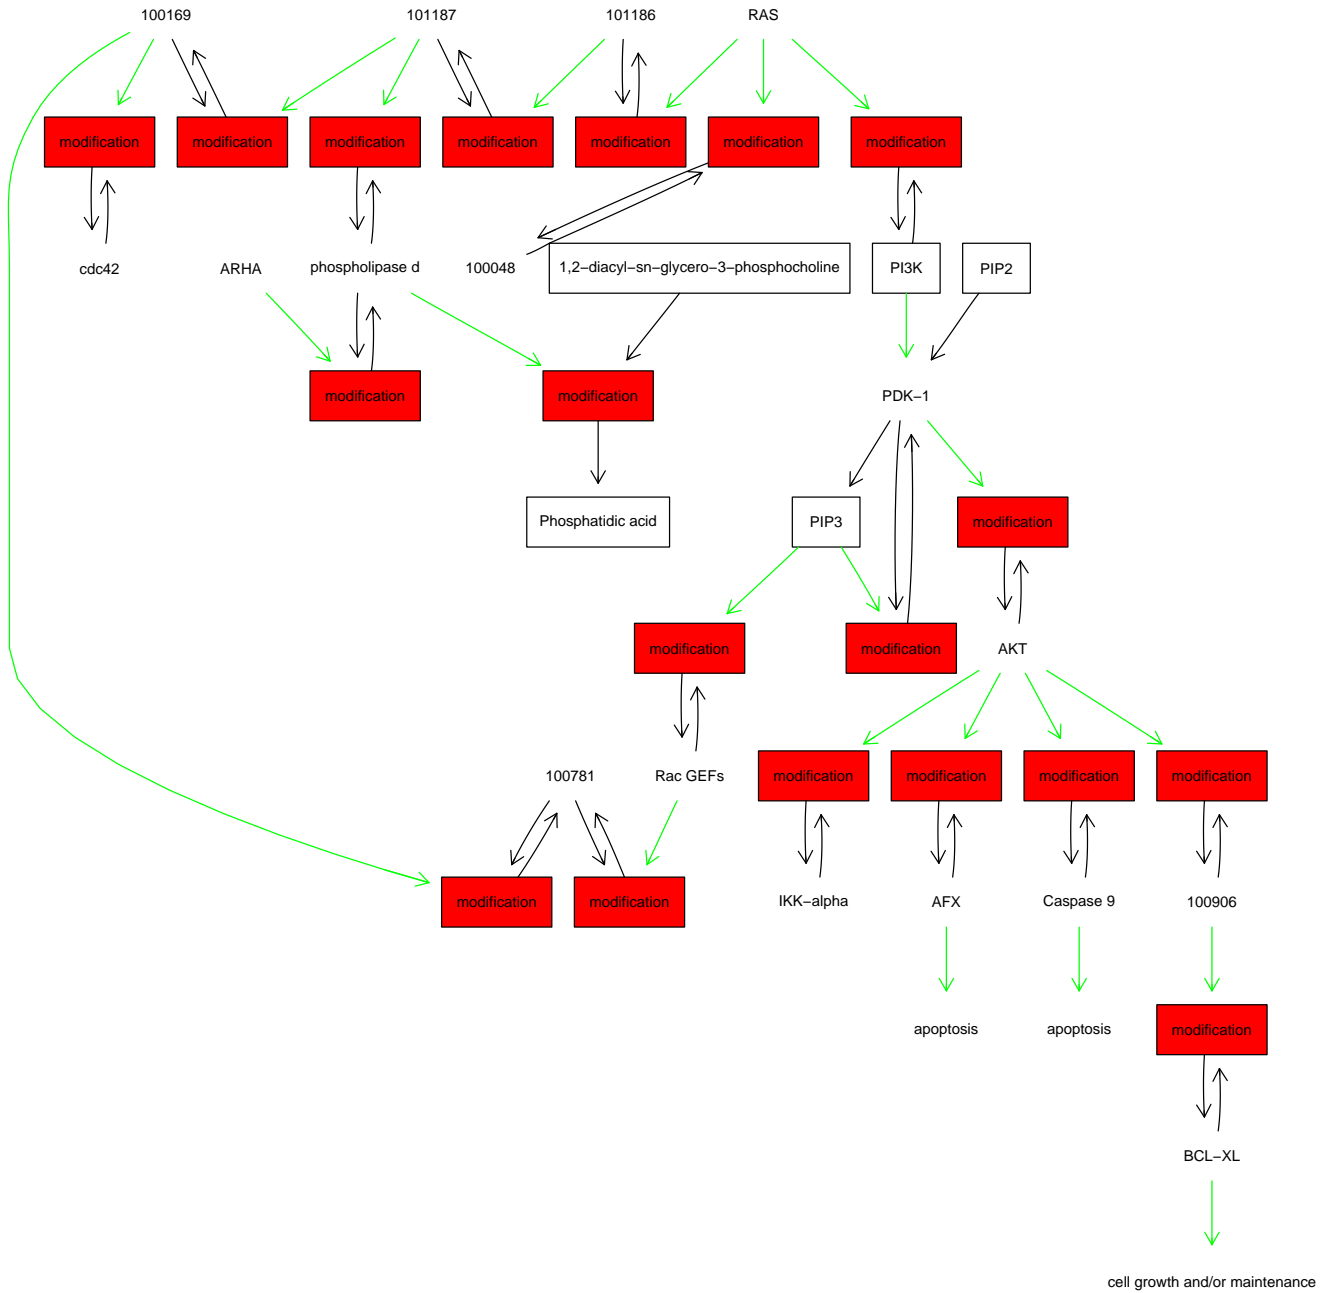 100169
101187
101186
RAS
modification
modification
modification
modification
modification
modification
modification
cdc42
ARHA
phospholipase d
100048
1,2−diacyl−sn−glycero−3−phosphocholine
PI3K
PIP2
modification
modification
PDK−1
Phosphatidic acid
PIP3
modification
modification
modification
AKT
100781
Rac GEFs
modification
modification
modification
modification
modification
modification
IKK−alpha
AFX
Caspase 9
100906
apoptosis
apoptosis
modification
BCL−XL
cell growth and/or maintenance